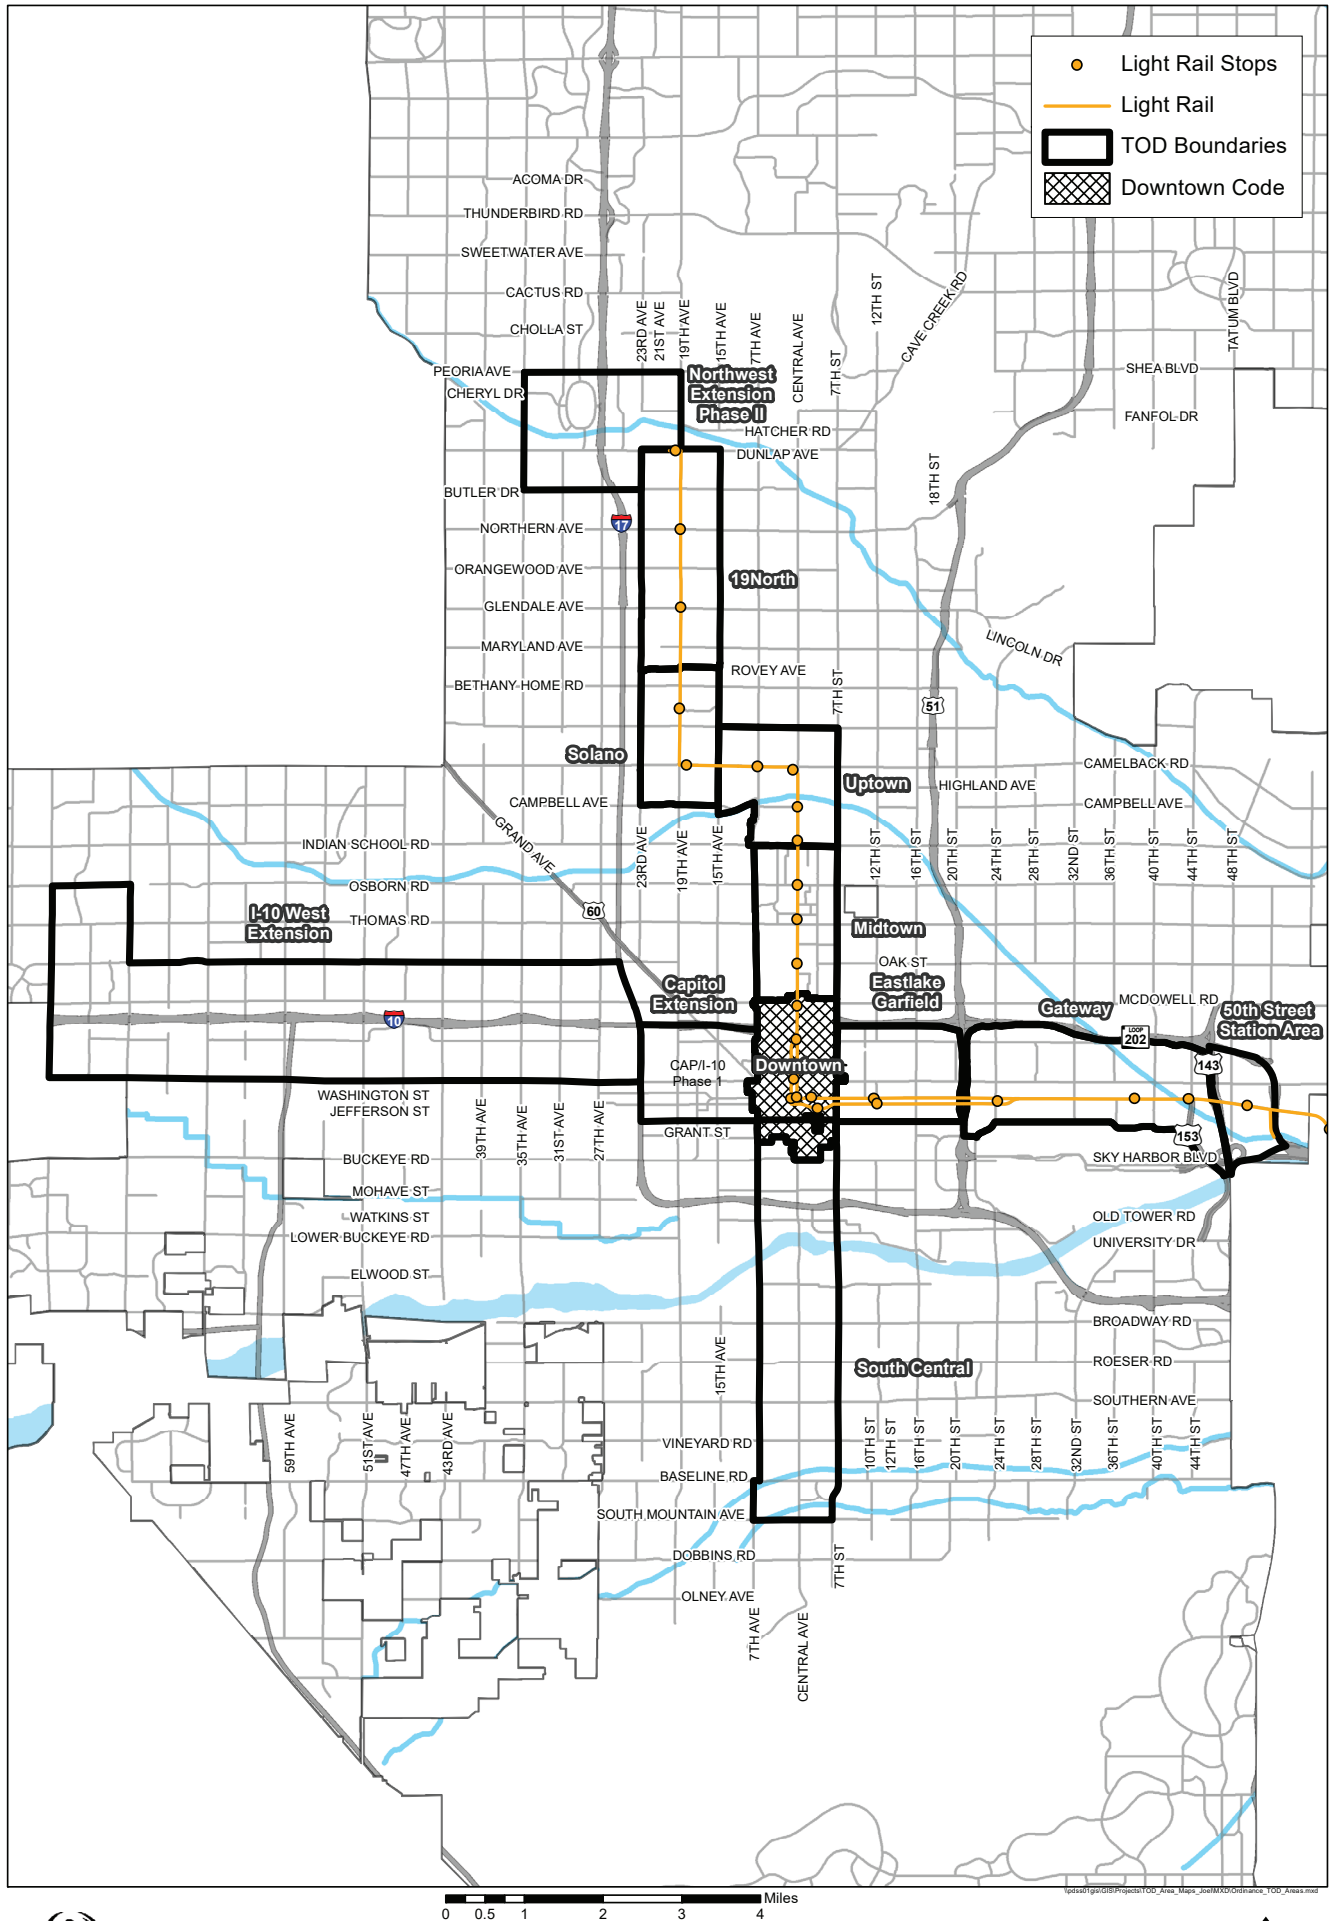 Light Rail Stops
Light Rail
TOD Boundaries
Downtown Code
ACOMA DR
THUNDERBIRD RD
SWEETWATER AVE
CACTUS RD
CHOLLA ST
23RD AVE
21ST AVE
19TH AVE
15TH AVE
7TH AVE
CENTRAL AVE
7TH ST
12TH ST
CAVE CREEK RD
TATUM BLVD
PEORIA AVE
CHERYL DR
Northwest
Extension
Phase II
SHEA BLVD
FANFOL DR
HATCHER RD
DUNLAP AVE
18TH ST
BUTLER DR
17
NORTHERN AVE
ORANGEWOOD AVE
19North
GLENDALE AVE
MARYLAND AVE
LINCOLN DR
ROVEY AVE
BETHANY HOME RD
7TH ST
51
Solano
CAMELBACK RD
Uptown
HIGHLAND AVE
CAMPBELL AVE
CAMPBELL AVE
GRAND AVE
INDIAN SCHOOL RD
23RD AVE
19TH AVE
15TH AVE
12TH ST
16TH ST
20TH ST
24TH ST
28TH ST
32ND ST
36TH ST
40TH ST
44TH ST
48TH ST
OSBORN RD
I-10 West
Extension
THOMAS RD
60
Midtown
OAK ST
Capitol
Extension
Eastlake
Garfield
Gateway
MCDOWELL RD
50th Street
Station Area
10
LOOP
202
CAP/I-10
Phase 1
Downtown
143
WASHINGTON ST
JEFFERSON ST
39TH AVE
35TH AVE
31ST AVE
27TH AVE
GRANT ST
153
BUCKEYE RD
SKY HARBOR BLVD
MOHAVE ST
WATKINS ST
OLD TOWER RD
LOWER BUCKEYE RD
UNIVERSITY DR
ELWOOD ST
BROADWAY RD
15TH AVE
South Central
ROESER RD
SOUTHERN AVE
59TH AVE
51ST AVE
47TH AVE
43RD AVE
VINEYARD RD
10TH ST
12TH ST
16TH ST
20TH ST
24TH ST
28TH ST
32ND ST
36TH ST
40TH ST
44TH ST
BASELINE RD
SOUTH MOUNTAIN AVE
DOBBINS RD
7TH ST
OLNEY AVE
7TH AVE
CENTRAL AVE
\\pdss01gis\GIS\Projects\TOD_Area_Maps_Joel\MXD\Ordinance_TOD_Areas.mxd
Miles
0 0.5 1 2 3 4